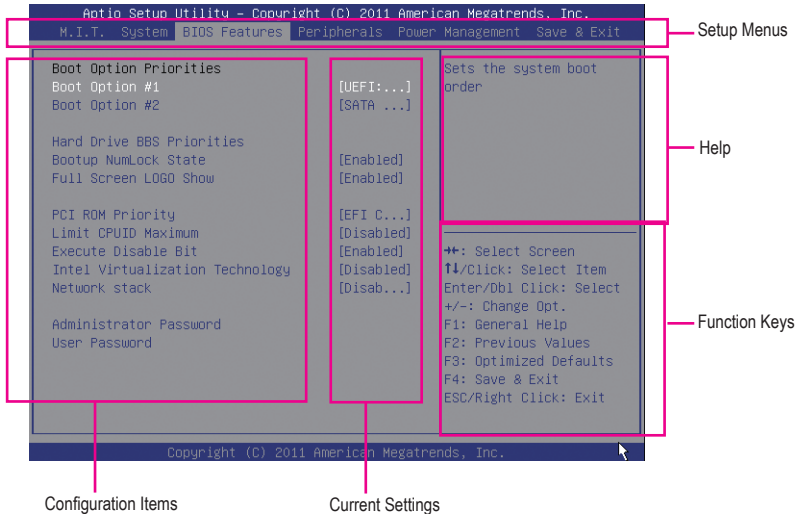 Aptio Setup Utility – Copyright (C) 2011 American Megatrends, Inc.
M.I.T. System BIOS Features Peripherals Power Management Save & Exit
Setup Menus
Boot Option Priorities
Boot Option #1 [UEFI:...]
Boot Option #2 [SATA ...]
Hard Drive BBS Priorities
Bootup NumLock State [Enabled]
Full Screen LOGO Show [Enabled]
PCI ROM Priority [EFI C...]
Limit CPUID Maximum [Disabled]
Execute Disable Bit [Enabled]
Intel Virtualization Technology [Disabled]
Network stack [Disab...]
Administrator Password
User Password
Sets the system boot
order
Help
→←: Select Screen
↑↓/Click: Select Item
Enter/Dbl Click: Select
+/-: Change Opt.
F1: General Help
F2: Previous Values
F3: Optimized Defaults
F4: Save & Exit
ESC/Right Click: Exit
Function Keys
Copyright (C) 2011 American Megatrends, Inc.
Configuration Items
Current Settings